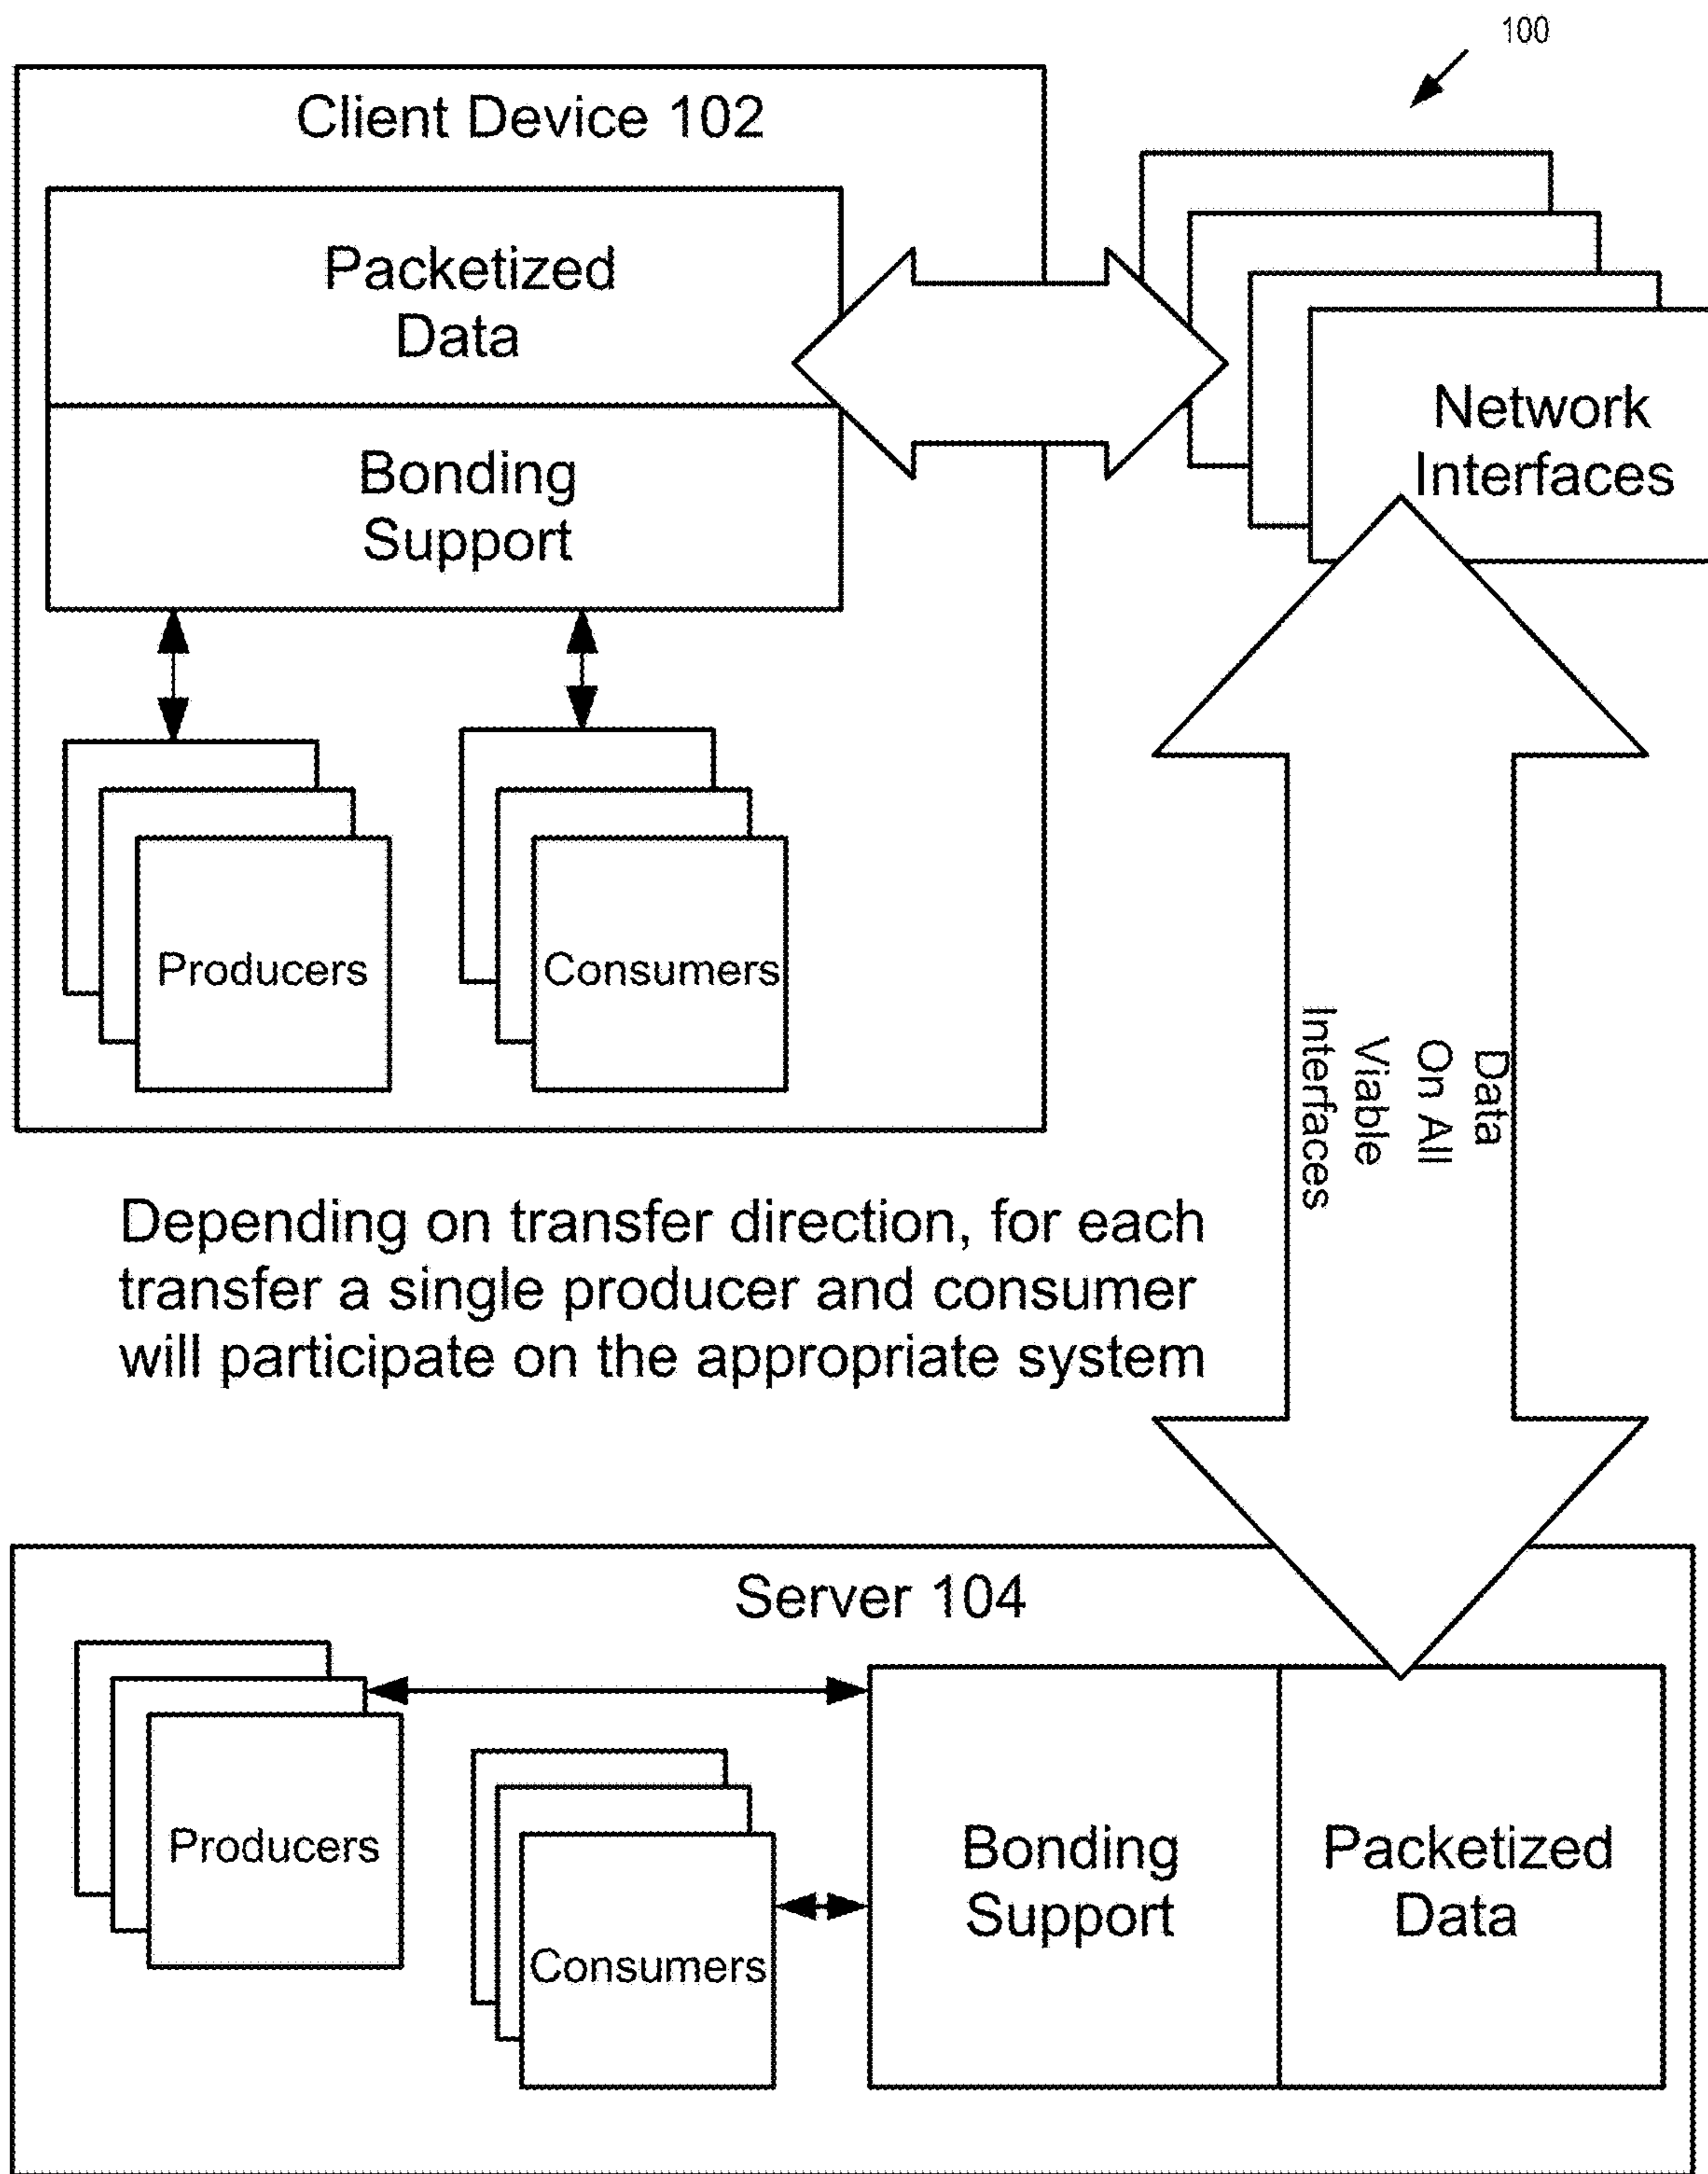 100
Client Device 102
Packetized
Data
Bonding
Support
Network
Interfaces
Producers
Consumers
Data
On All
Viable
Interfaces
Depending on transfer direction, for each
transfer a single producer and consumer
will participate on the appropriate system
Server 104
Producers
Consumers
Bonding
Support
Packetized
Data